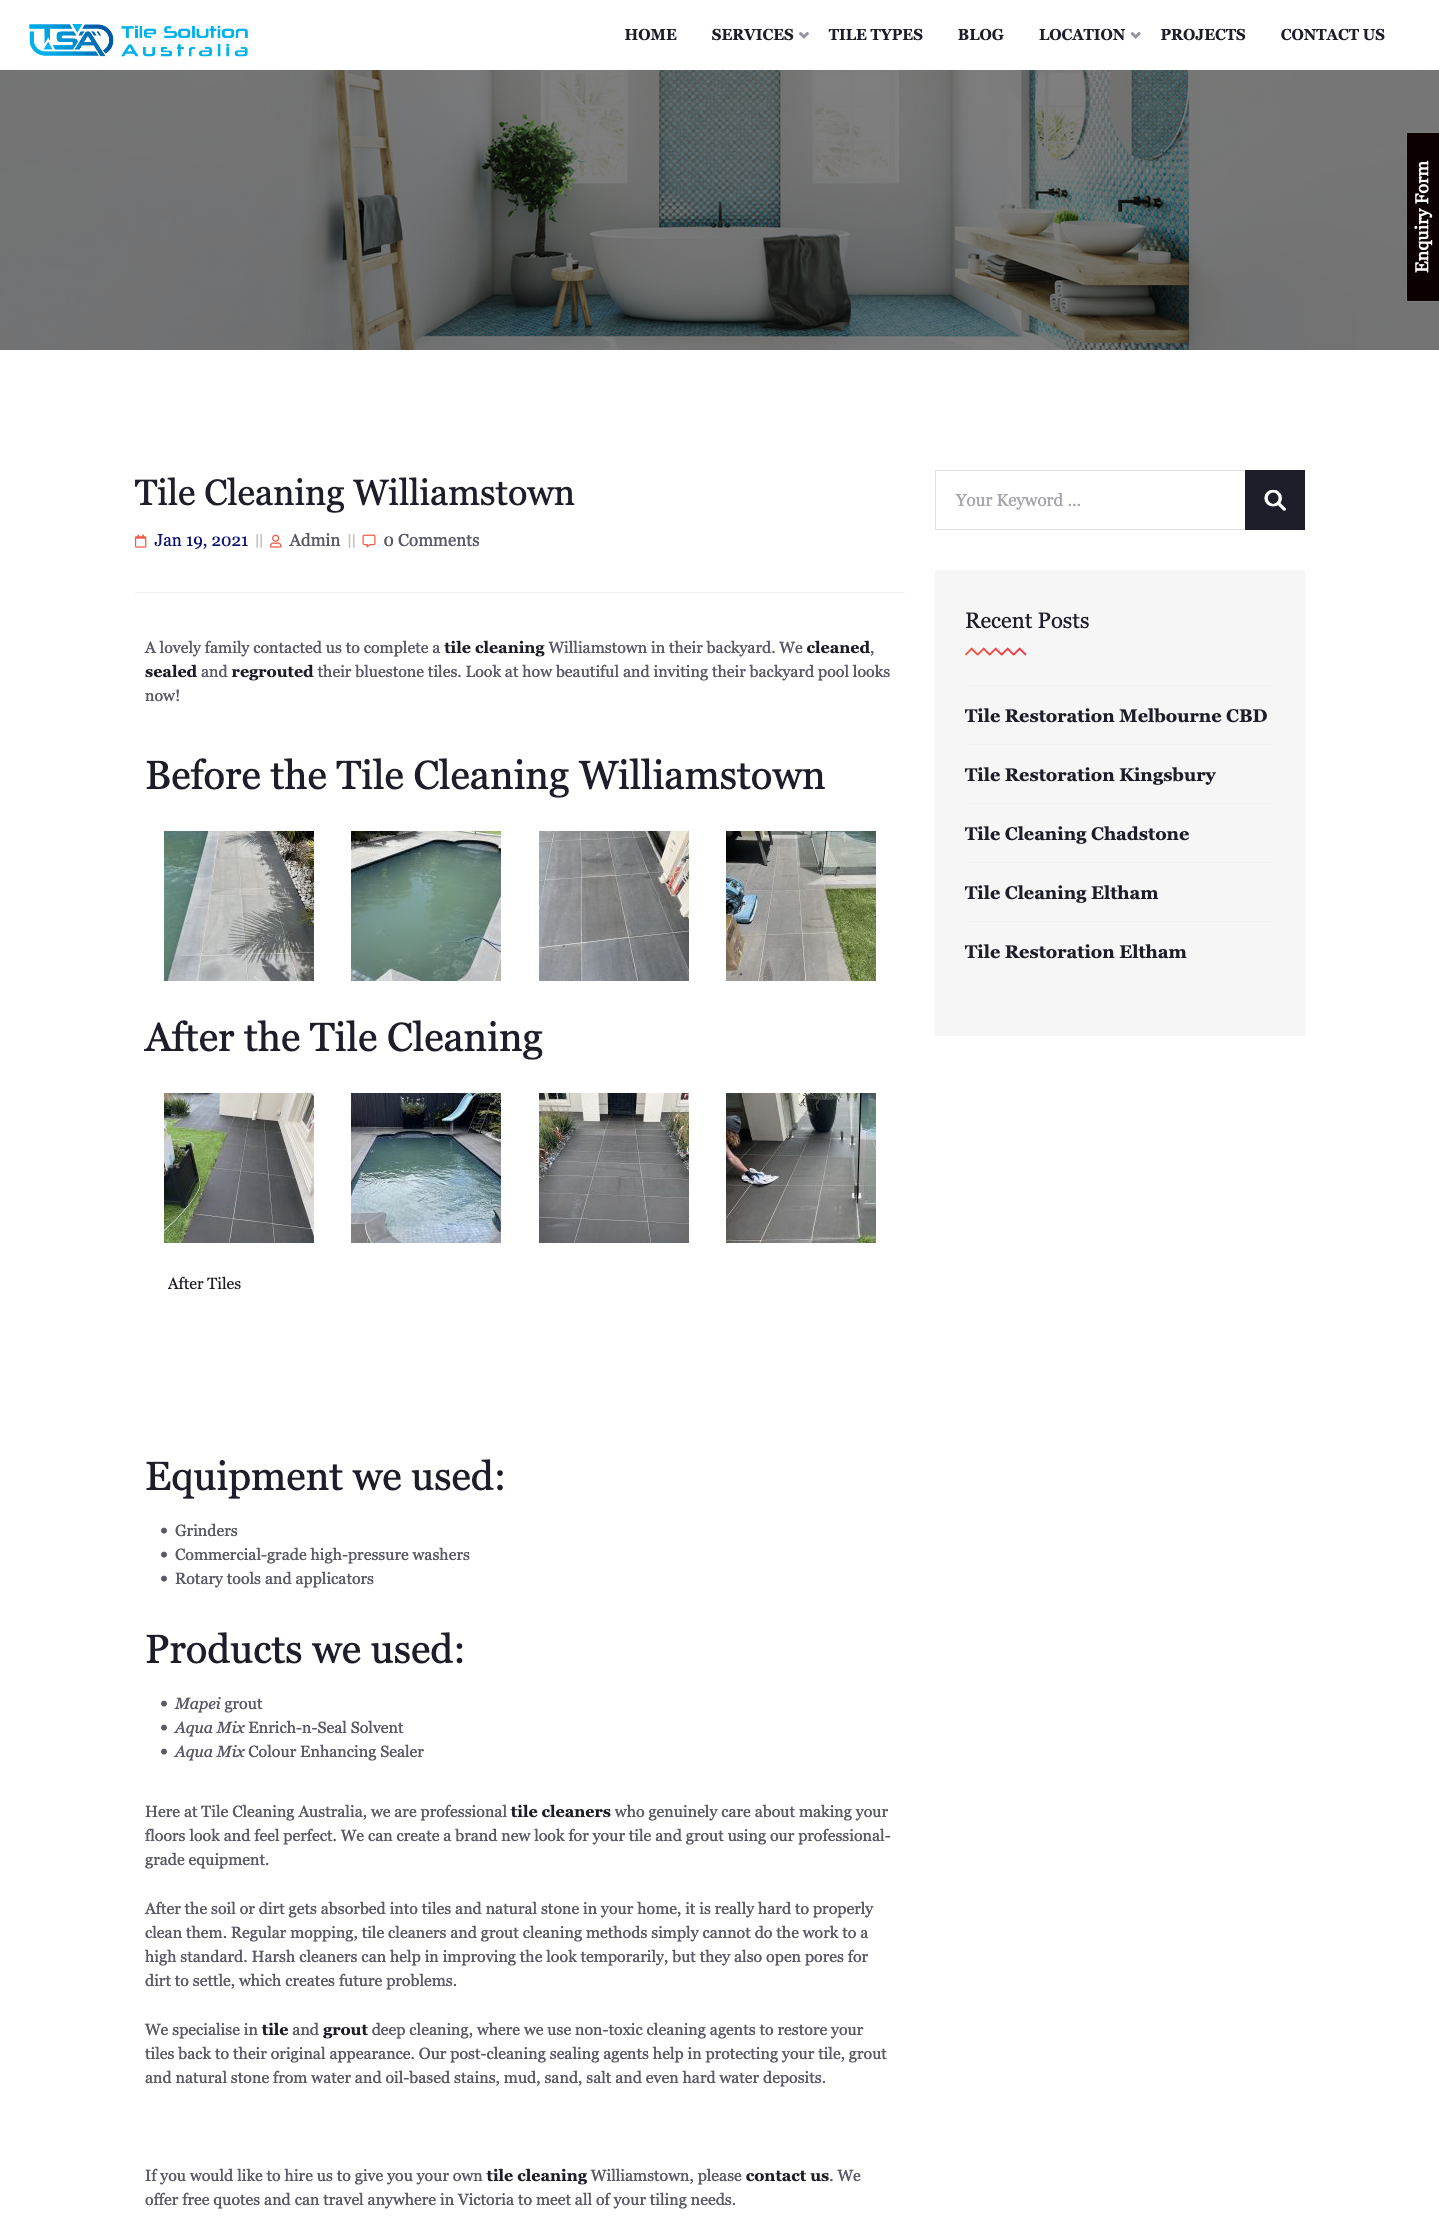 TSA Tile Solution
Australia
HOME SERVICES TILE TYPES BLOG LOCATION PROJECTS CONTACT US
Enquiry Form
Tile Cleaning Williamstown
Jan 19, 2021 || Admin || 0 Comments
A lovely family contacted us to complete a tile cleaning Williamstown in their backyard. We cleaned,
sealed and regrouted their bluestone tiles. Look at how beautiful and inviting their backyard pool looks
now!
Before the Tile Cleaning Williamstown
After the Tile Cleaning
After Tiles
Equipment we used:
Grinders
Commercial-grade high-pressure washers
Rotary tools and applicators
Products we used:
Mapei grout
Aqua Mix Enrich-n-Seal Solvent
Aqua Mix Colour Enhancing Sealer
Here at Tile Cleaning Australia, we are professional tile cleaners who genuinely care about making your
floors look and feel perfect. We can create a brand new look for your tile and grout using our professional-
grade equipment.
After the soil or dirt gets absorbed into tiles and natural stone in your home, it is really hard to properly
clean them. Regular mopping, tile cleaners and grout cleaning methods simply cannot do the work to a
high standard. Harsh cleaners can help in improving the look temporarily, but they also open pores for
dirt to settle, which creates future problems.
We specialise in tile and grout deep cleaning, where we use non-toxic cleaning agents to restore your
tiles back to their original appearance. Our post-cleaning sealing agents help in protecting your tile, grout
and natural stone from water and oil-based stains, mud, sand, salt and even hard water deposits.
If you would like to hire us to give you your own tile cleaning Williamstown, please contact us. We
offer free quotes and can travel anywhere in Victoria to meet all of your tiling needs.
Your Keyword ...
Recent Posts
Tile Restoration Melbourne CBD
Tile Restoration Kingsbury
Tile Cleaning Chadstone
Tile Cleaning Eltham
Tile Restoration Eltham